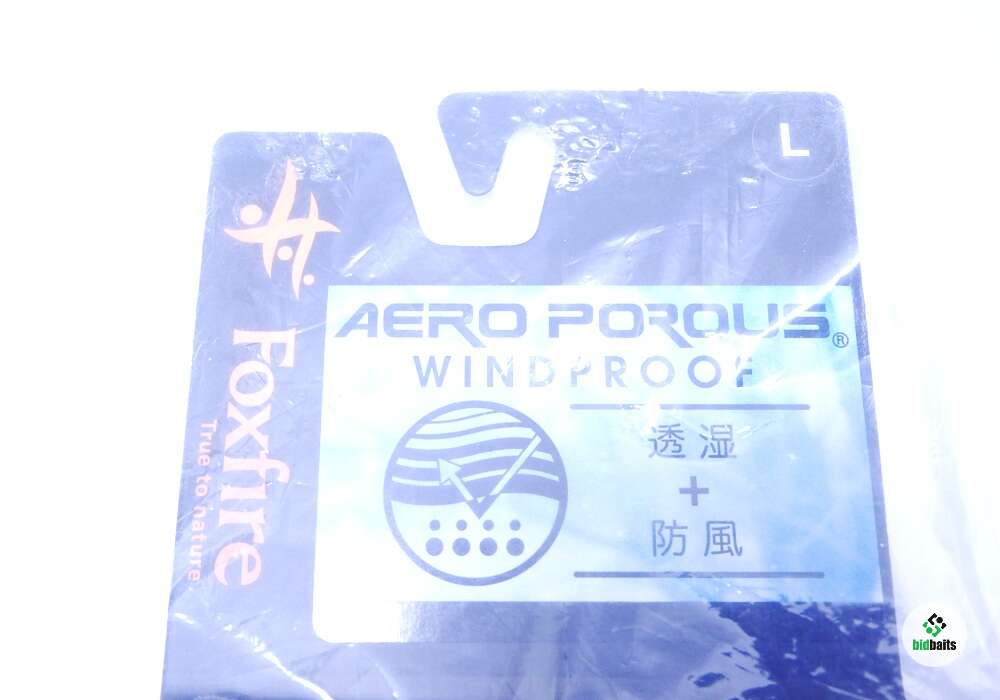 L
Foxfire
True to nature
AERO POROUS®
WINDPROOF
透湿
+
防風
bidbaits